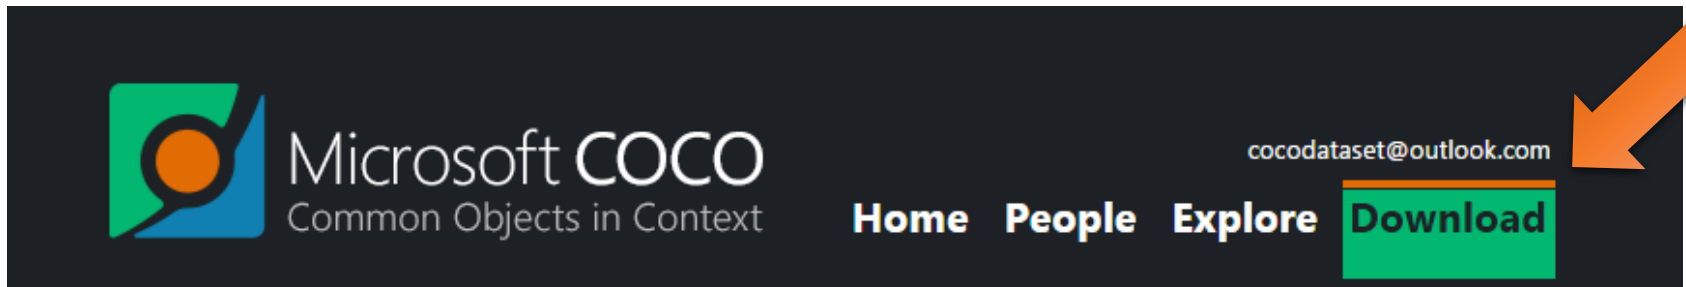 Microsoft COCO
Common Objects in Context
cocodataset@outlook.com
Home People Explore Download